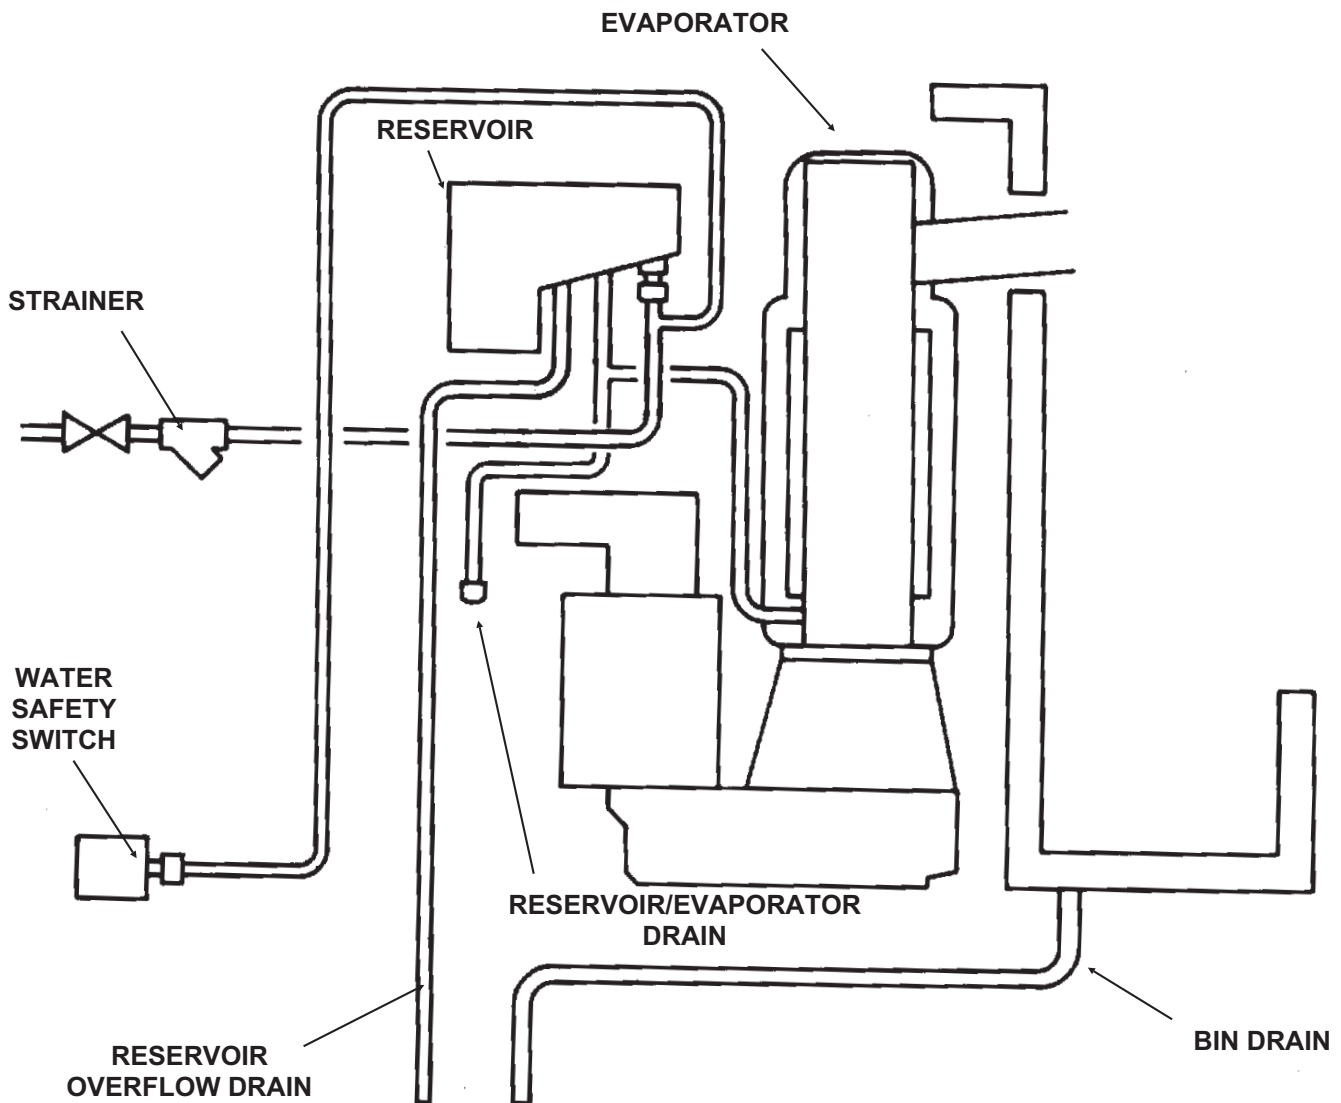 EVAPORATOR
RESERVOIR
STRAINER
WATER
SAFETY
SWITCH
RESERVOIR/EVAPORATOR
DRAIN
BIN DRAIN
RESERVOIR
OVERFLOW DRAIN